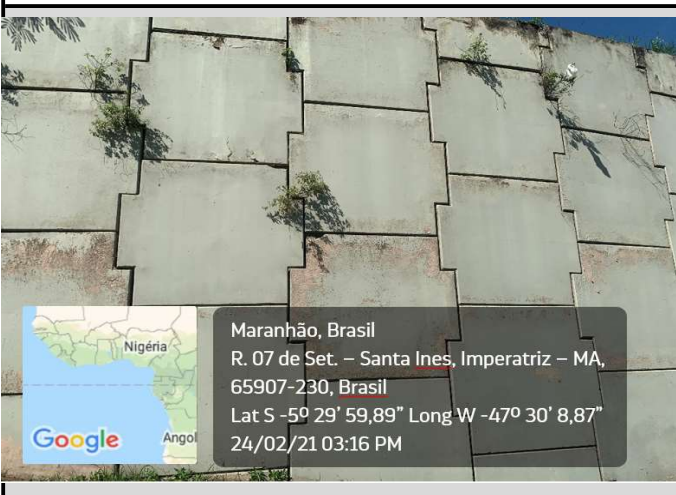 Maranhão, Brasil
R. 07 de Set. – Santa Ines, Imperatriz – MA,
65907-230, Brasil
Lat S -5º 29’ 59,89” Long W -47º 30’ 8,87”
24/02/21 03:16 PM
Nigéria
Google
Angol